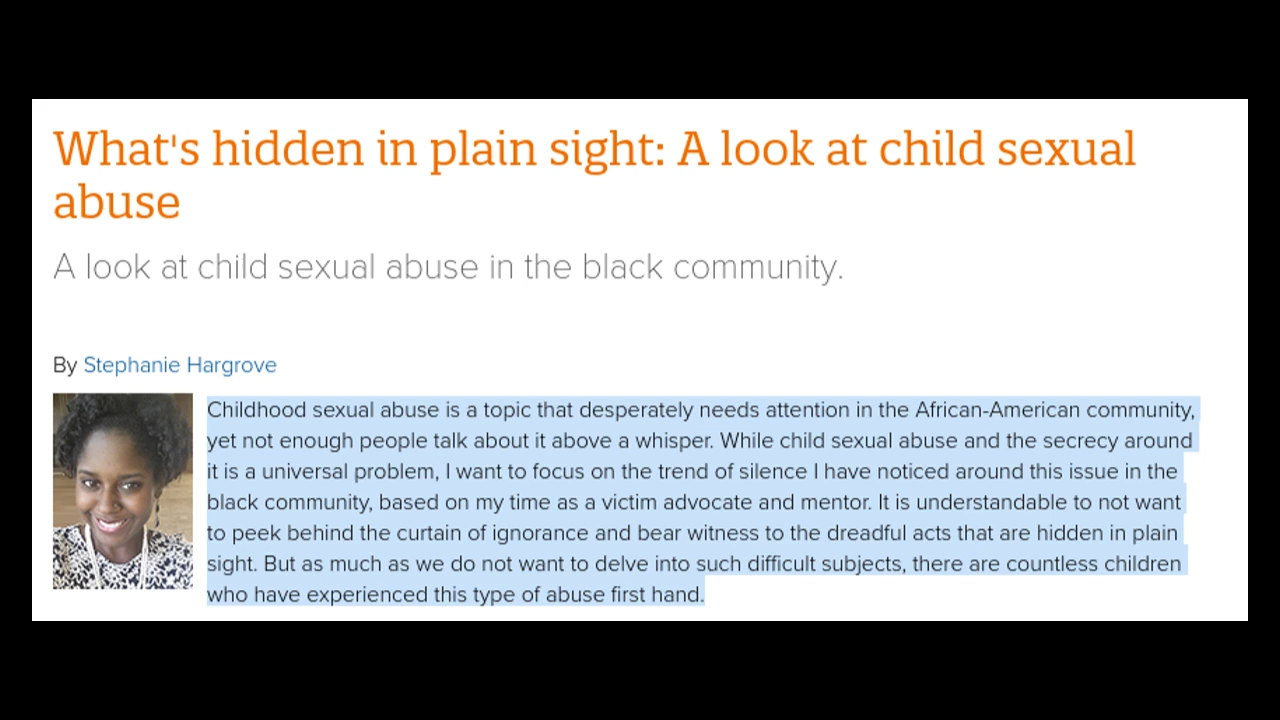 What's hidden in plain sight: A look at child sexual
abuse
A look at child sexual abuse in the black community.
By Stephanie Hargrove
Childhood sexual abuse is a topic that desperately needs attention in the African-American community,
yet not enough people talk about it above a whisper. While child sexual abuse and the secrecy around
it is a universal problem, I want to focus on the trend of silence I have noticed around this issue in the
black community, based on my time as a victim advocate and mentor. It is understandable to not want
to peek behind the curtain of ignorance and bear witness to the dreadful acts that are hidden in plain
sight. But as much as we do not want to delve into such difficult subjects, there are countless children
who have experienced this type of abuse first hand.